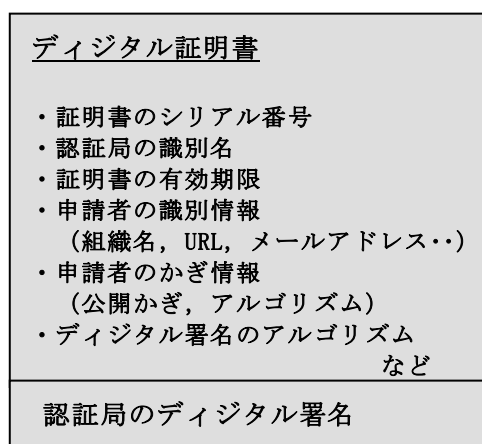 ディジタル証明書
・証明書のシリアル番号
・認証局の識別名
・証明書の有効期限
・申請者の識別情報
（組織名，URL，メールアドレス‥）
・申請者のかぎ情報
（公開かぎ，アルゴリズム）
・ディジタル署名のアルゴリズム
など
認証局のディジタル署名